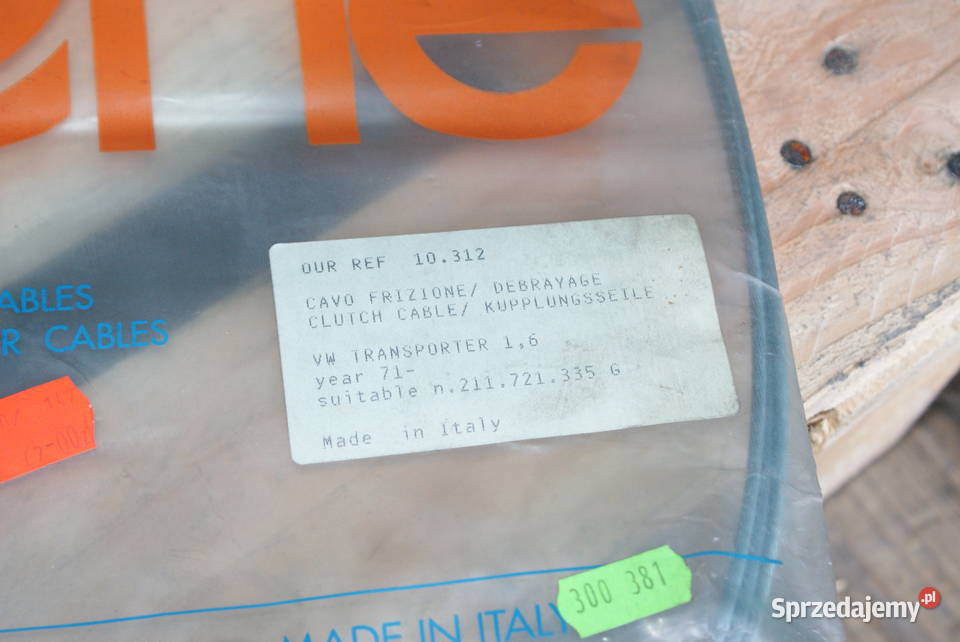 OUR REF 10.312
CAVO FRIZIONE/ DEBRAYAGE
CLUTCH CABLE/ KUPPLUNGSSEILE
VW TRANSPORTER 1,6
year 71-
suitable n.211.721.335 G
Made in Italy
ABLES
R CABLES
300 381
MADE IN ITALY
Sprzedajemy.pl